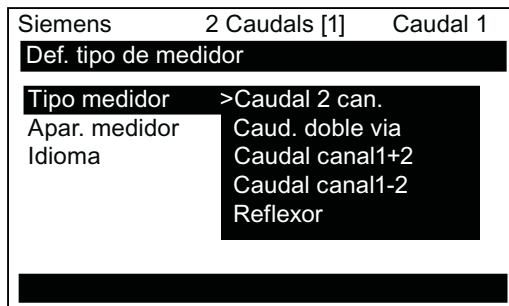 Siemens 2 Caudals [1] Caudal 1
Def. tipo de medidor
Tipo medidor >Caudal 2 can.
Apar. medidor Caud. doble via
Idioma Caudal canal1+2
Caudal canal1-2
Reflexor